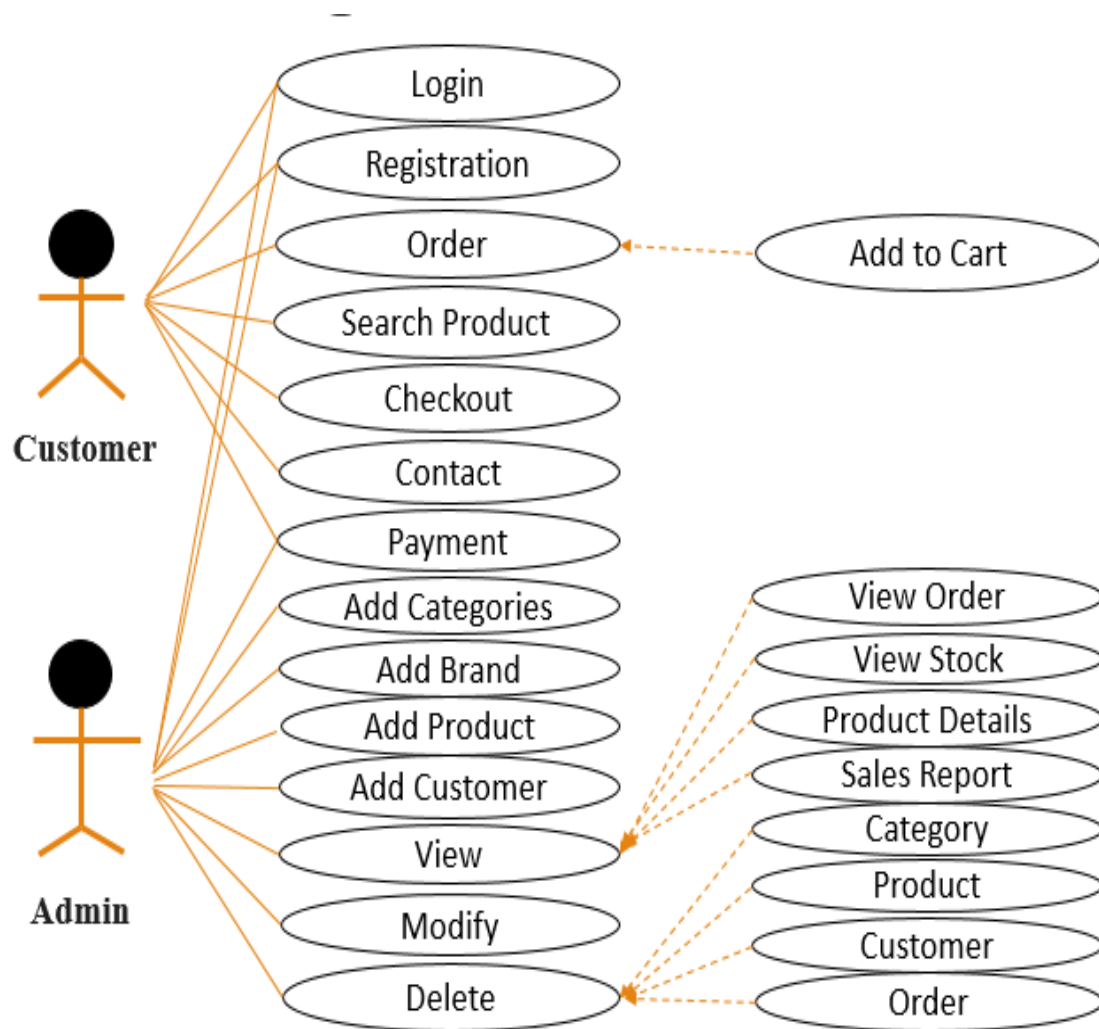 Login
Registration
Order
Add to Cart
Search Product
Checkout
Customer
Contact
Payment
Add Categories
View Order
Add Brand
View Stock
Add Product
Product Details
Add Customer
Sales Report
View
Category
Admin
Product
Modify
Customer
Delete
Order